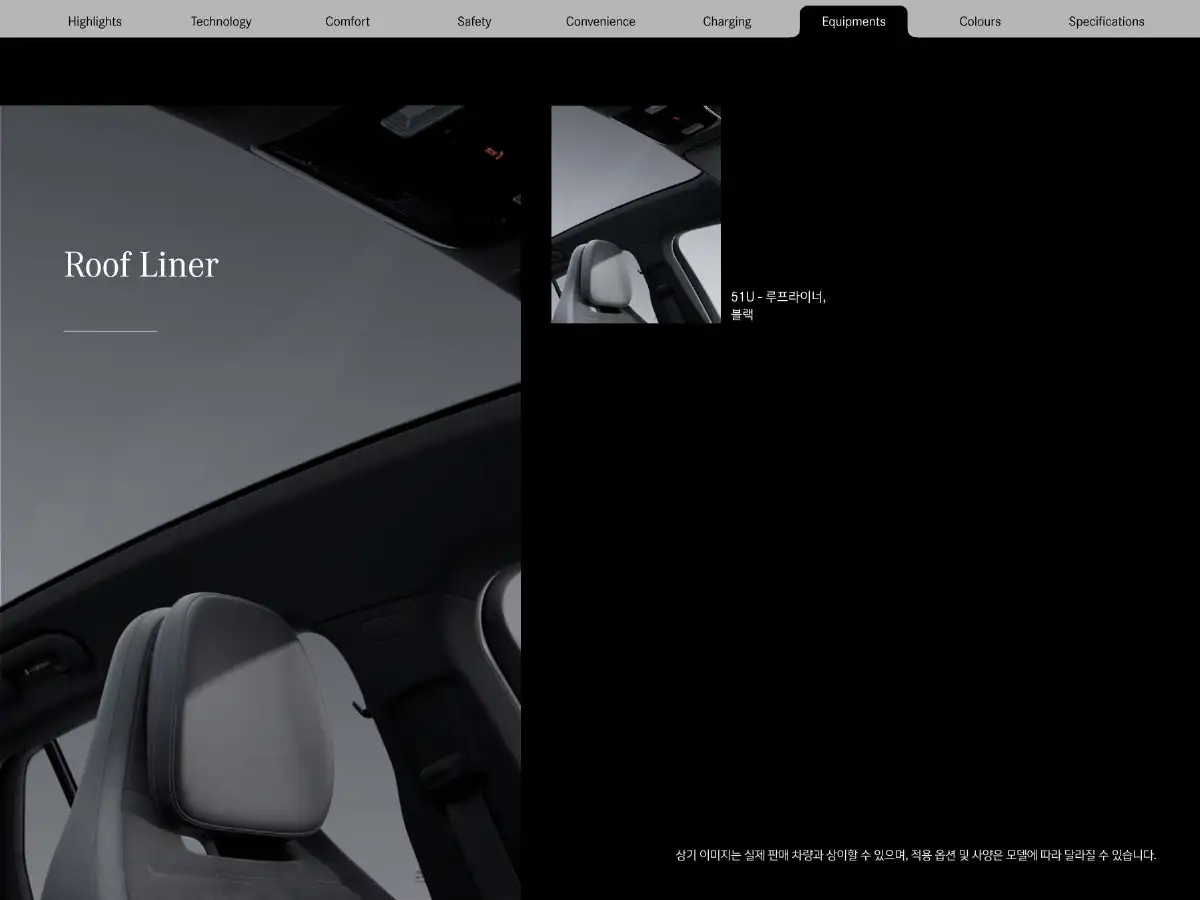 Highlights
Technology
Comfort
Safety
Convenience
Charging
Equipments
Colours
Specifications
Roof Liner
51U - 루프라이너,
블랙
상기 이미지는 실제 판매 차량과 상이할 수 있으며, 적용 옵션 및 사양은 모델에 따라 달라질 수 있습니다.